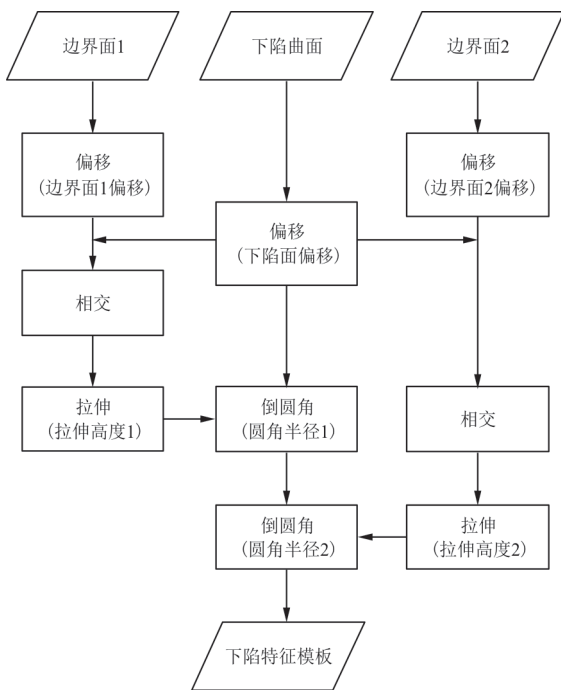 边界面1
下陷曲面
边界面2
偏移
(边界面1偏移)
偏移
(边界面2偏移)
偏移
(下陷面偏移)
相交
拉伸
(拉伸高度1)
倒圆角
(圆角半径1)
相交
倒圆角
(圆角半径2)
拉伸
(拉伸高度2)
下陷特征模板